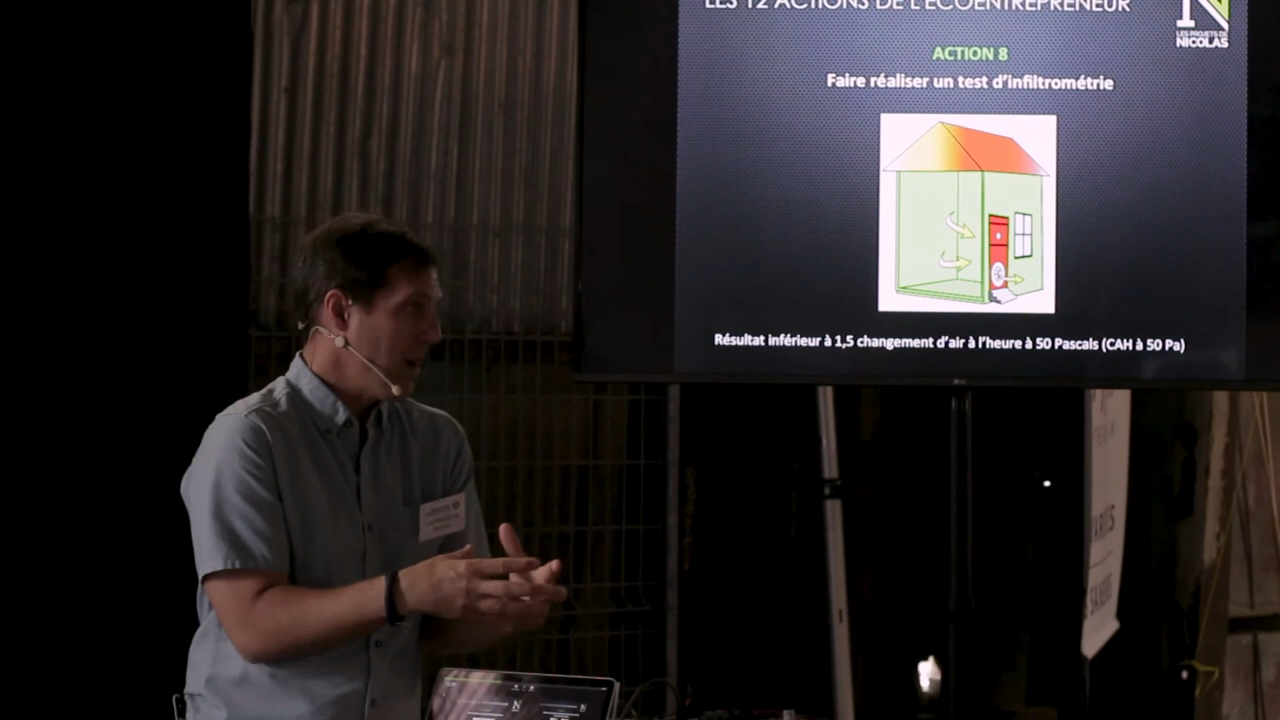 LES 12 ACTIONS DE L'ÉCOENTREPRENEUR
N
LES PROJETS DE
NICOLAS
ACTION 8
Faire réaliser un test d'infiltrométrie
Résultat inférieur à 1,5 changement d'air à l'heure à 50 Pascals (CAH à 50 Pa)